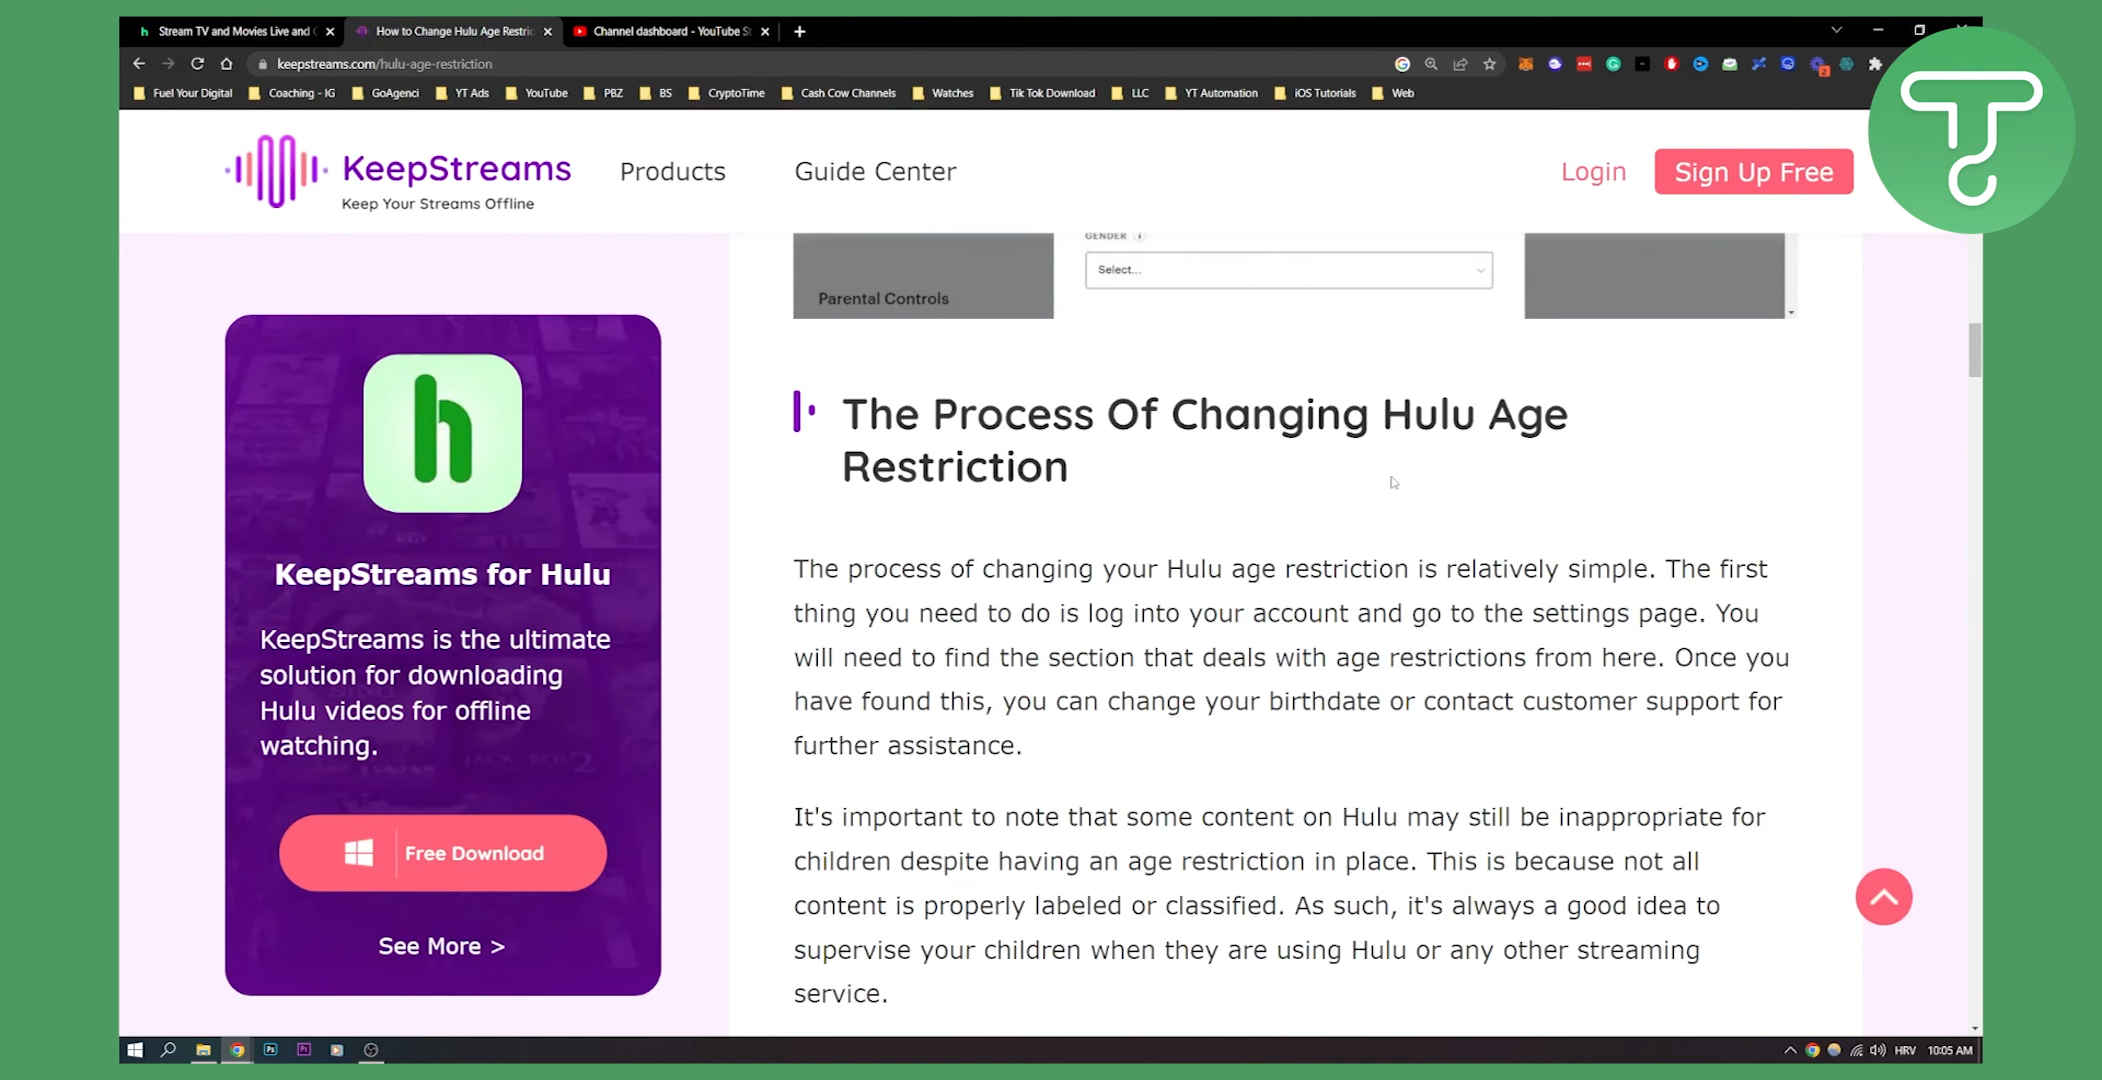 Stream TV and Movies Live and
How to Change Hulu Age Restric
Channel dashboard - YouTube S
keepstreams.com/hulu-age-restriction
Fuel Your Digital
Coaching - IG
GoAgenci
YT Ads
YouTube
PBZ
BS
CryptoTime
Cash Cow Channels
Watches
Tik Tok Download
LLC
YT Automation
iOS Tutorials
Web
KeepStreams
Keep Your Streams Offline
Products
Guide Center
Login
Sign Up Free
GENDER
Select...
Parental Controls
The Process Of Changing Hulu Age
Restriction
The process of changing your Hulu age restriction is relatively simple. The first
thing you need to do is log into your account and go to the settings page. You
will need to find the section that deals with age restrictions from here. Once you
have found this, you can change your birthdate or contact customer support for
further assistance.
It's important to note that some content on Hulu may still be inappropriate for
children despite having an age restriction in place. This is because not all
content is properly labeled or classified. As such, it's always a good idea to
supervise your children when they are using Hulu or any other streaming
service.
h
KeepStreams for Hulu
KeepStreams is the ultimate
solution for downloading
Hulu videos for offline
watching.
Free Download
See More >
HRV
10:05 AM